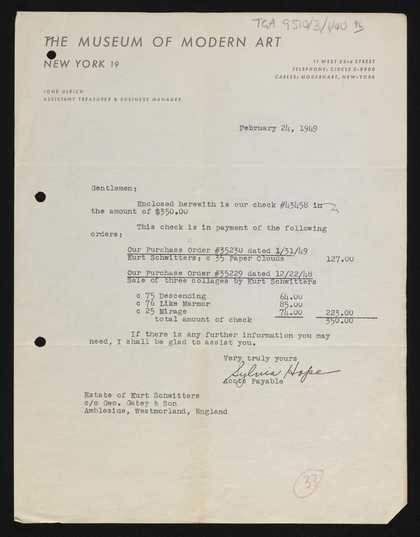 TGA 9510/3/1/40
THE MUSEUM OF MODERN ART
NEW YORK 19
11 WEST 53rd STREET
TELEPHONE: CIRCLE 5-8900
CABLES: MODERNART, NEW-YORK
IONE ULRICH
ASSISTANT TREASURER & BUSINESS MANAGER
February 24, 1949
Gentlemen:
Enclosed herewith is our check #43458 in
the amount of $350.00
This check is in payment of the following
orders:
Our Purchase Order #35230 dated 1/31/49
Kurt Schwitters: c 35 Paper Clouds 127.00
Our Purchase Order #35229 dated 12/22/48
Sale of three collages by Kurt Schwitters
c 75 Descending 64.00
c 76 Like Marmor 85.00
c 25 Mirage 74.00 223.00
total amount of check 350.00
If there is any further information you may
need, I shall be glad to assist you.
Very truly yours
Sylvia Hope
Accts Payable
Estate of Kurt Schwitters
c/o Geo. Gatey & Son
Ambleside, Westmorland, England
33